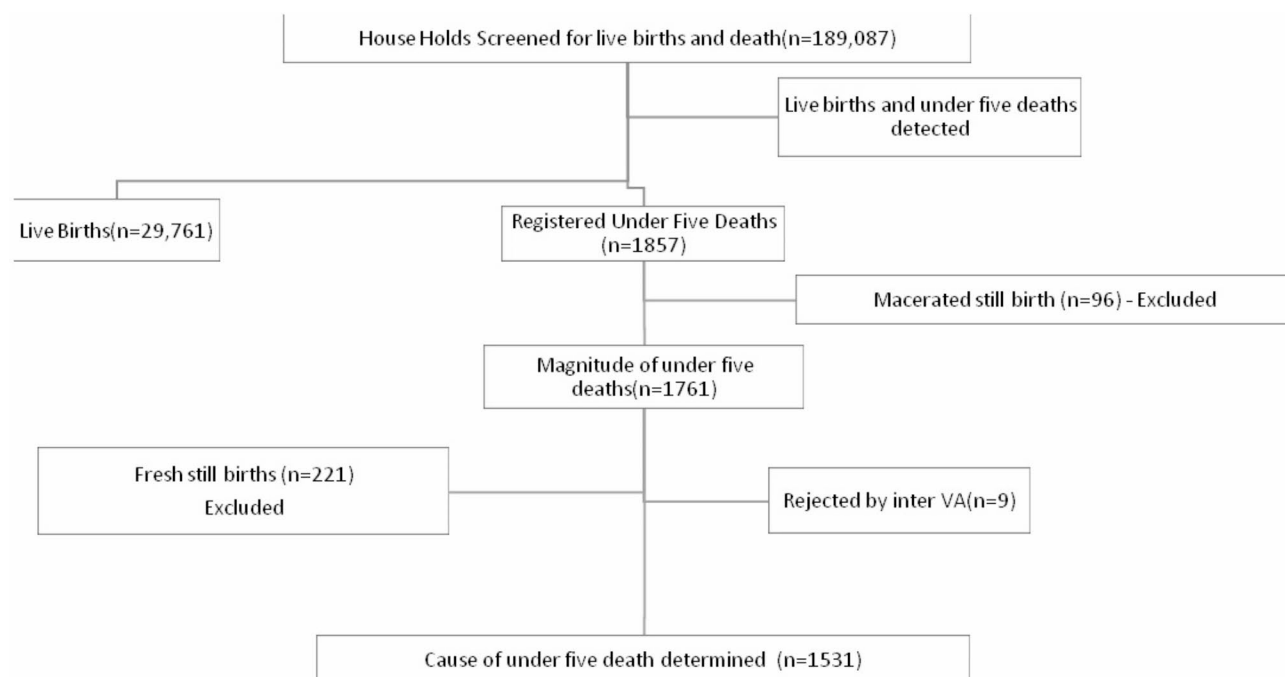 House Holds Screened for live births and death(n=189,087)
Live births and under five deaths
detected
Live Births(n=29,761)
Registered Under Five Deaths
(n=1857)
Macerated still birth (n=96) - Excluded
Magnitude of under five
deaths(n=1761)
Fresh still births (n=221)
Excluded
Rejected by inter VA(n=9)
Cause of under five death determined (n=1531)